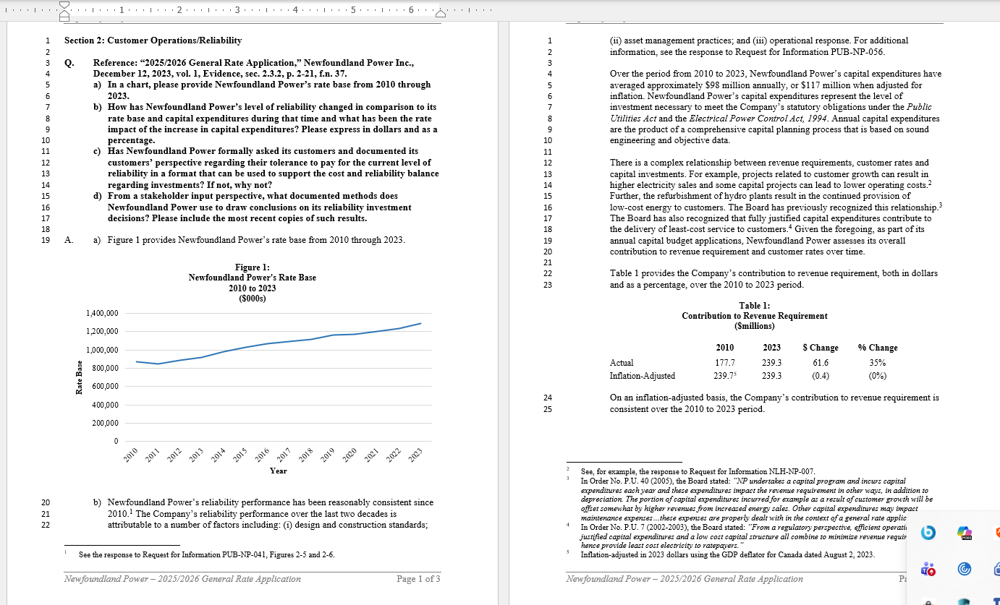 1 2 3 4 5 6
1 Section 2: Customer Operations/Reliability
2
3 Q. Reference: “2025/2026 General Rate Application,” Newfoundland Power Inc.,
4 December 12, 2023, vol. 1, Evidence, sec. 2.3.2, p. 2-21, f.n. 37.
5 a) In a chart, please provide Newfoundland Power’s rate base from 2010 through
6 2023.
7 b) How has Newfoundland Power’s level of reliability changed in comparison to its
8 rate base and capital expenditures during that time and what has been the rate
9 impact of the increase in capital expenditures? Please express in dollars and as a
10 percentage.
11 c) Has Newfoundland Power formally asked its customers and documented its
12 customers’ perspective regarding their tolerance to pay for the current level of
13 reliability in a format that can be used to support the cost and reliability balance
14 regarding investments? If not, why not?
15 d) From a stakeholder input perspective, what documented methods does
16 Newfoundland Power use to draw conclusions on its reliability investment
17 decisions? Please include the most recent copies of such results.
18
19 A. a) Figure 1 provides Newfoundland Power’s rate base from 2010 through 2023.
Figure 1:
Newfoundland Power's Rate Base
2010 to 2023
($000s)
1,400,000
1,200,000
1,000,000
800,000
600,000
400,000
200,000
0
Rate Base
2010 2011 2012 2013 2014 2015 2016 2017 2018 2019 2020 2021 2022 2023
Year
20 b) Newfoundland Power’s reliability performance has been reasonably consistent since
21 2010.1 The Company’s reliability performance over the last two decades is
22 attributable to a number of factors including: (i) design and construction standards;
1 See the response to Request for Information PUB-NP-041, Figures 2-5 and 2-6.
Newfoundland Power – 2025/2026 General Rate Application Page 1 of 3
1 (ii) asset management practices; and (iii) operational response. For additional
2 information, see the response to Request for Information PUB-NP-056.
3
4 Over the period from 2010 to 2023, Newfoundland Power’s capital expenditures have
5 averaged approximately $98 million annually, or $117 million when adjusted for
6 inflation. Newfoundland Power’s capital expenditures represent the level of
7 investment necessary to meet the Company’s statutory obligations under the Public
8 Utilities Act and the Electrical Power Control Act, 1994. Annual capital expenditures
9 are the product of a comprehensive capital planning process that is based on sound
10 engineering and objective data.
11
12 There is a complex relationship between revenue requirements, customer rates and
13 capital investments. For example, projects related to customer growth can result in
14 higher electricity sales and some capital projects can lead to lower operating costs.2
15 Further, the refurbishment of hydro plants result in the continued provision of
16 low-cost energy to customers. The Board has previously recognized this relationship.3
17 The Board has also recognized that fully justified capital expenditures contribute to
18 the delivery of least-cost service to customers.4 Given the foregoing, as part of its
19 annual capital budget applications, Newfoundland Power assesses its overall
20 contribution to revenue requirement and customer rates over time.
21
22 Table 1 provides the Company’s contribution to revenue requirement, both in dollars
23 and as a percentage, over the 2010 to 2023 period.
Table 1:
Contribution to Revenue Requirement
($millions)
2010 2023 $ Change % Change
Actual 177.7 239.3 61.6 35%
Inflation-Adjusted 239.75 239.3 (0.4) (0%)
24 On an inflation-adjusted basis, the Company’s contribution to revenue requirement is
25 consistent over the 2010 to 2023 period.
2 See, for example, the response to Request for Information NLH-NP-007.
3 In Order No. P.U. 40 (2005), the Board stated: “NP undertakes a capital program and incurs capital
expenditures each year and these expenditures impact the revenue requirement in other ways, in addition to
depreciation. The portion of capital expenditures incurred for example as a result of customer growth will be
offset somewhat by higher revenues from increased energy sales. Other capital expenditures may impact
maintenance expenses…these expenses are properly dealt with in the context of a general rate applic
4 In Order No. P.U. 7 (2002-2003), the Board stated: “From a regulatory perspective, efficient operati
justified capital expenditures and a low cost capital structure all combine to minimize revenue requir
hence provide least cost electricity to ratepayers.”
5 Inflation-adjusted in 2023 dollars using the GDP deflator for Canada dated August 2, 2023.
Newfoundland Power – 2025/2026 General Rate Application Pa